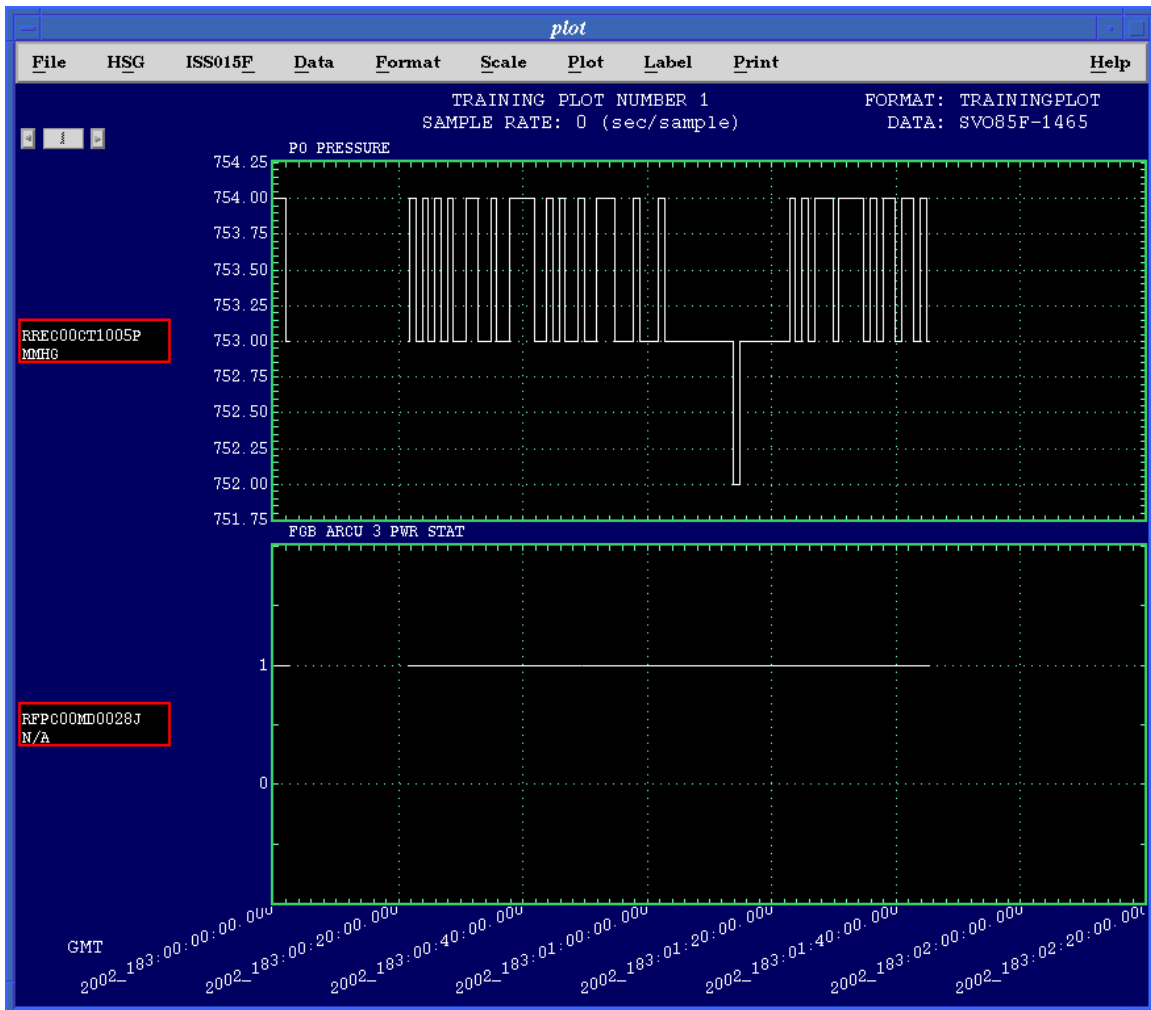 plot
File HSG ISS015F Data Format Scale Plot Label Print Help
TRAINING PLOT NUMBER 1
SAMPLE RATE: 0 (sec/sample)
FORMAT: TRAININGPLOT
DATA: SVO85F-1465
1
PO PRESSURE
754.25
754.00
753.75
753.50
753.25
753.00
752.75
752.50
752.25
752.00
751.75
RREC00CT1005P
MMHG
FGB ARCU 3 PWR STAT
1
0
RFPC00MD0028J
N/A
GMT
2002_183:00:00:00.000
2002_183:00:20:00.000
2002_183:00:40:00.000
2002_183:01:00:00.000
2002_183:01:20:00.000
2002_183:01:40:00.000
2002_183:02:00:00.000
2002_183:02:20:00.000